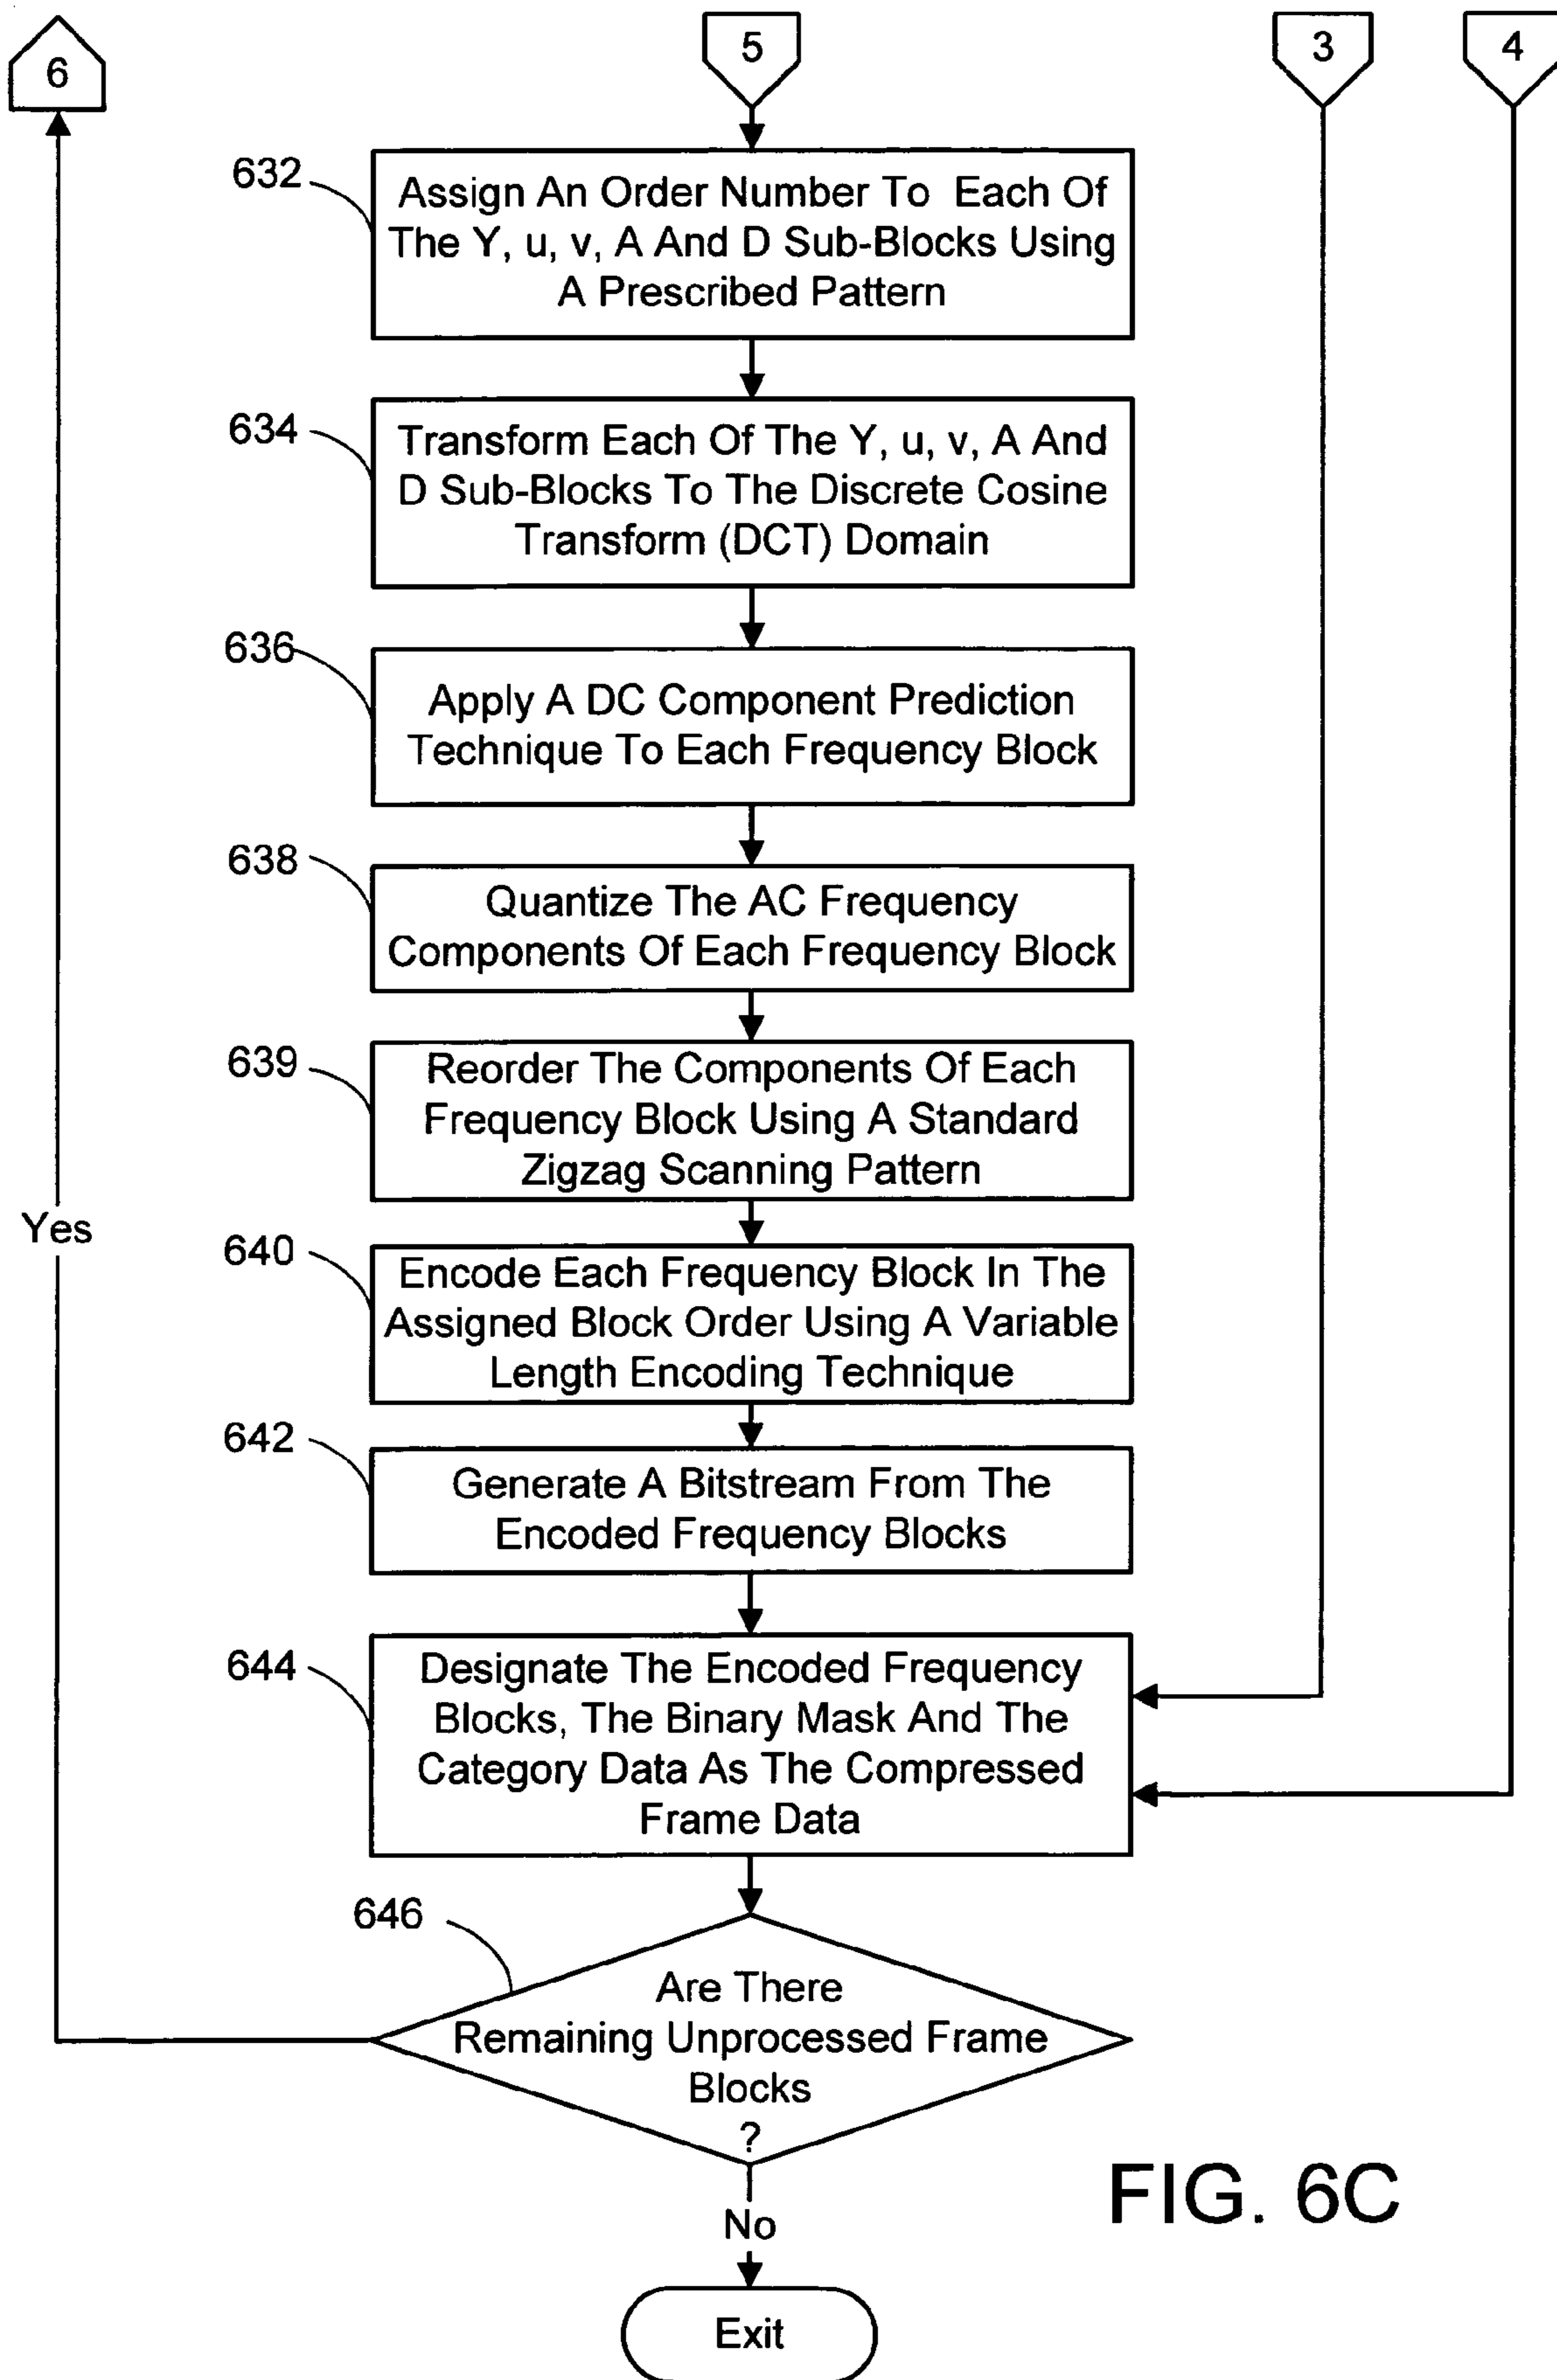 6
5
3
4
632
Assign An Order Number To Each Of
The Y, u, v, A And D Sub-Blocks Using
A Prescribed Pattern
634
Transform Each Of The Y, u, v, A And
D Sub-Blocks To The Discrete Cosine
Transform (DCT) Domain
636
Apply A DC Component Prediction
Technique To Each Frequency Block
638
Quantize The AC Frequency
Components Of Each Frequency Block
639
Reorder The Components Of Each
Frequency Block Using A Standard
Zigzag Scanning Pattern
Yes
640
Encode Each Frequency Block In The
Assigned Block Order Using A Variable
Length Encoding Technique
642
Generate A Bitstream From The
Encoded Frequency Blocks
644
Designate The Encoded Frequency
Blocks, The Binary Mask And The
Category Data As The Compressed
Frame Data
646
Are There
Remaining Unprocessed Frame
Blocks
?
No
Exit
FIG. 6C